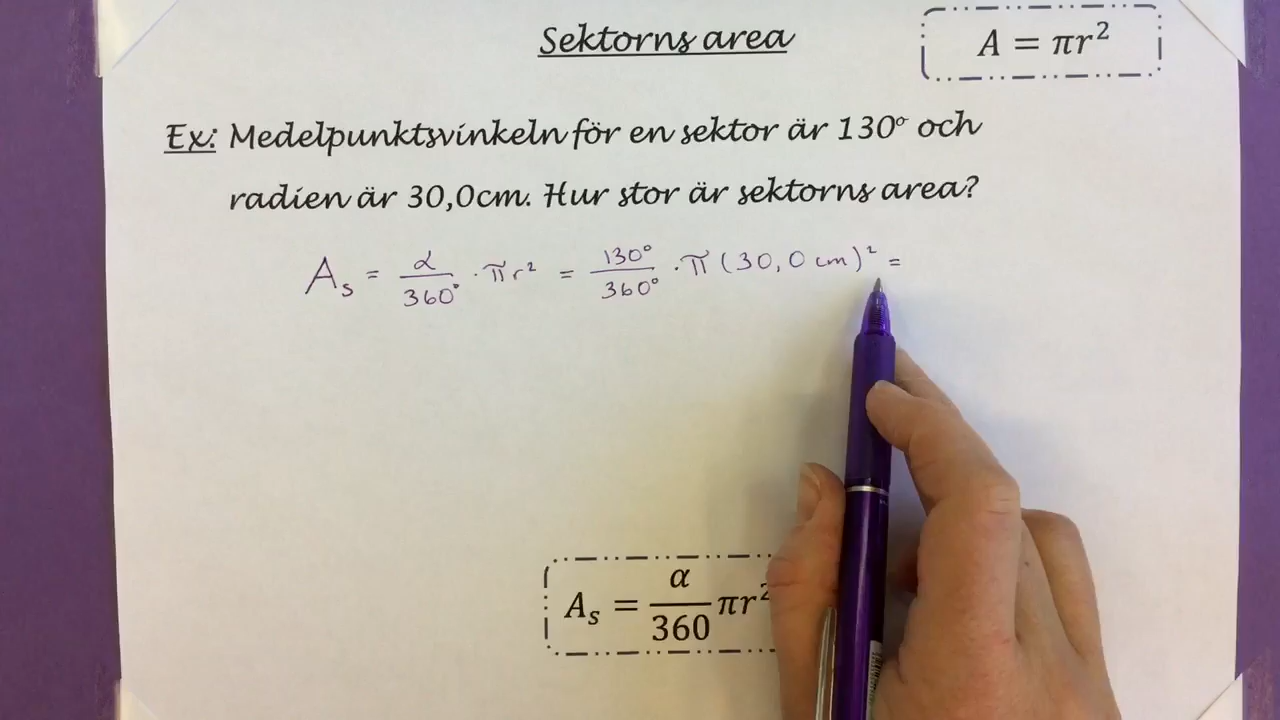 Sektorns area
A = πr²
Ex: Medelpunktsvinkeln för en sektor är 130° och
radien är 30,0cm. Hur stor är sektorns area?
Aₛ = α/360° · πr² = 130°/360° · π(30,0 cm)² =
Aₛ = α/360 πr²